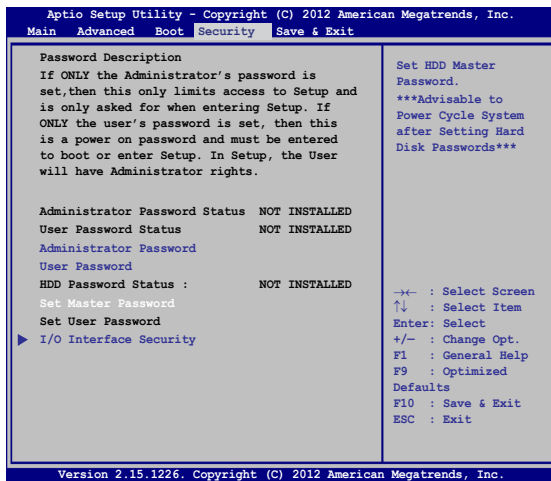 Aptio Setup Utility - Copyright (C) 2012 American Megatrends, Inc.
Main Advanced Boot Security Save & Exit
Password Description
If ONLY the Administrator's password is
set,then this only limits access to Setup and
is only asked for when entering Setup. If
ONLY the user's password is set, then this
is a power on password and must be entered
to boot or enter Setup. In Setup, the User
will have Administrator rights.
Administrator Password Status NOT INSTALLED
User Password Status NOT INSTALLED
Administrator Password
User Password
HDD Password Status : NOT INSTALLED
Set Master Password
Set User Password
I/O Interface Security
Set HDD Master
Password.
***Advisable to
Power Cycle System
after Setting Hard
Disk Passwords***
→← : Select Screen
↑↓ : Select Item
Enter: Select
+/— : Change Opt.
F1 : General Help
F9 : Optimized
Defaults
F10 : Save & Exit
ESC : Exit
Version 2.15.1226. Copyright (C) 2012 American Megatrends, Inc.